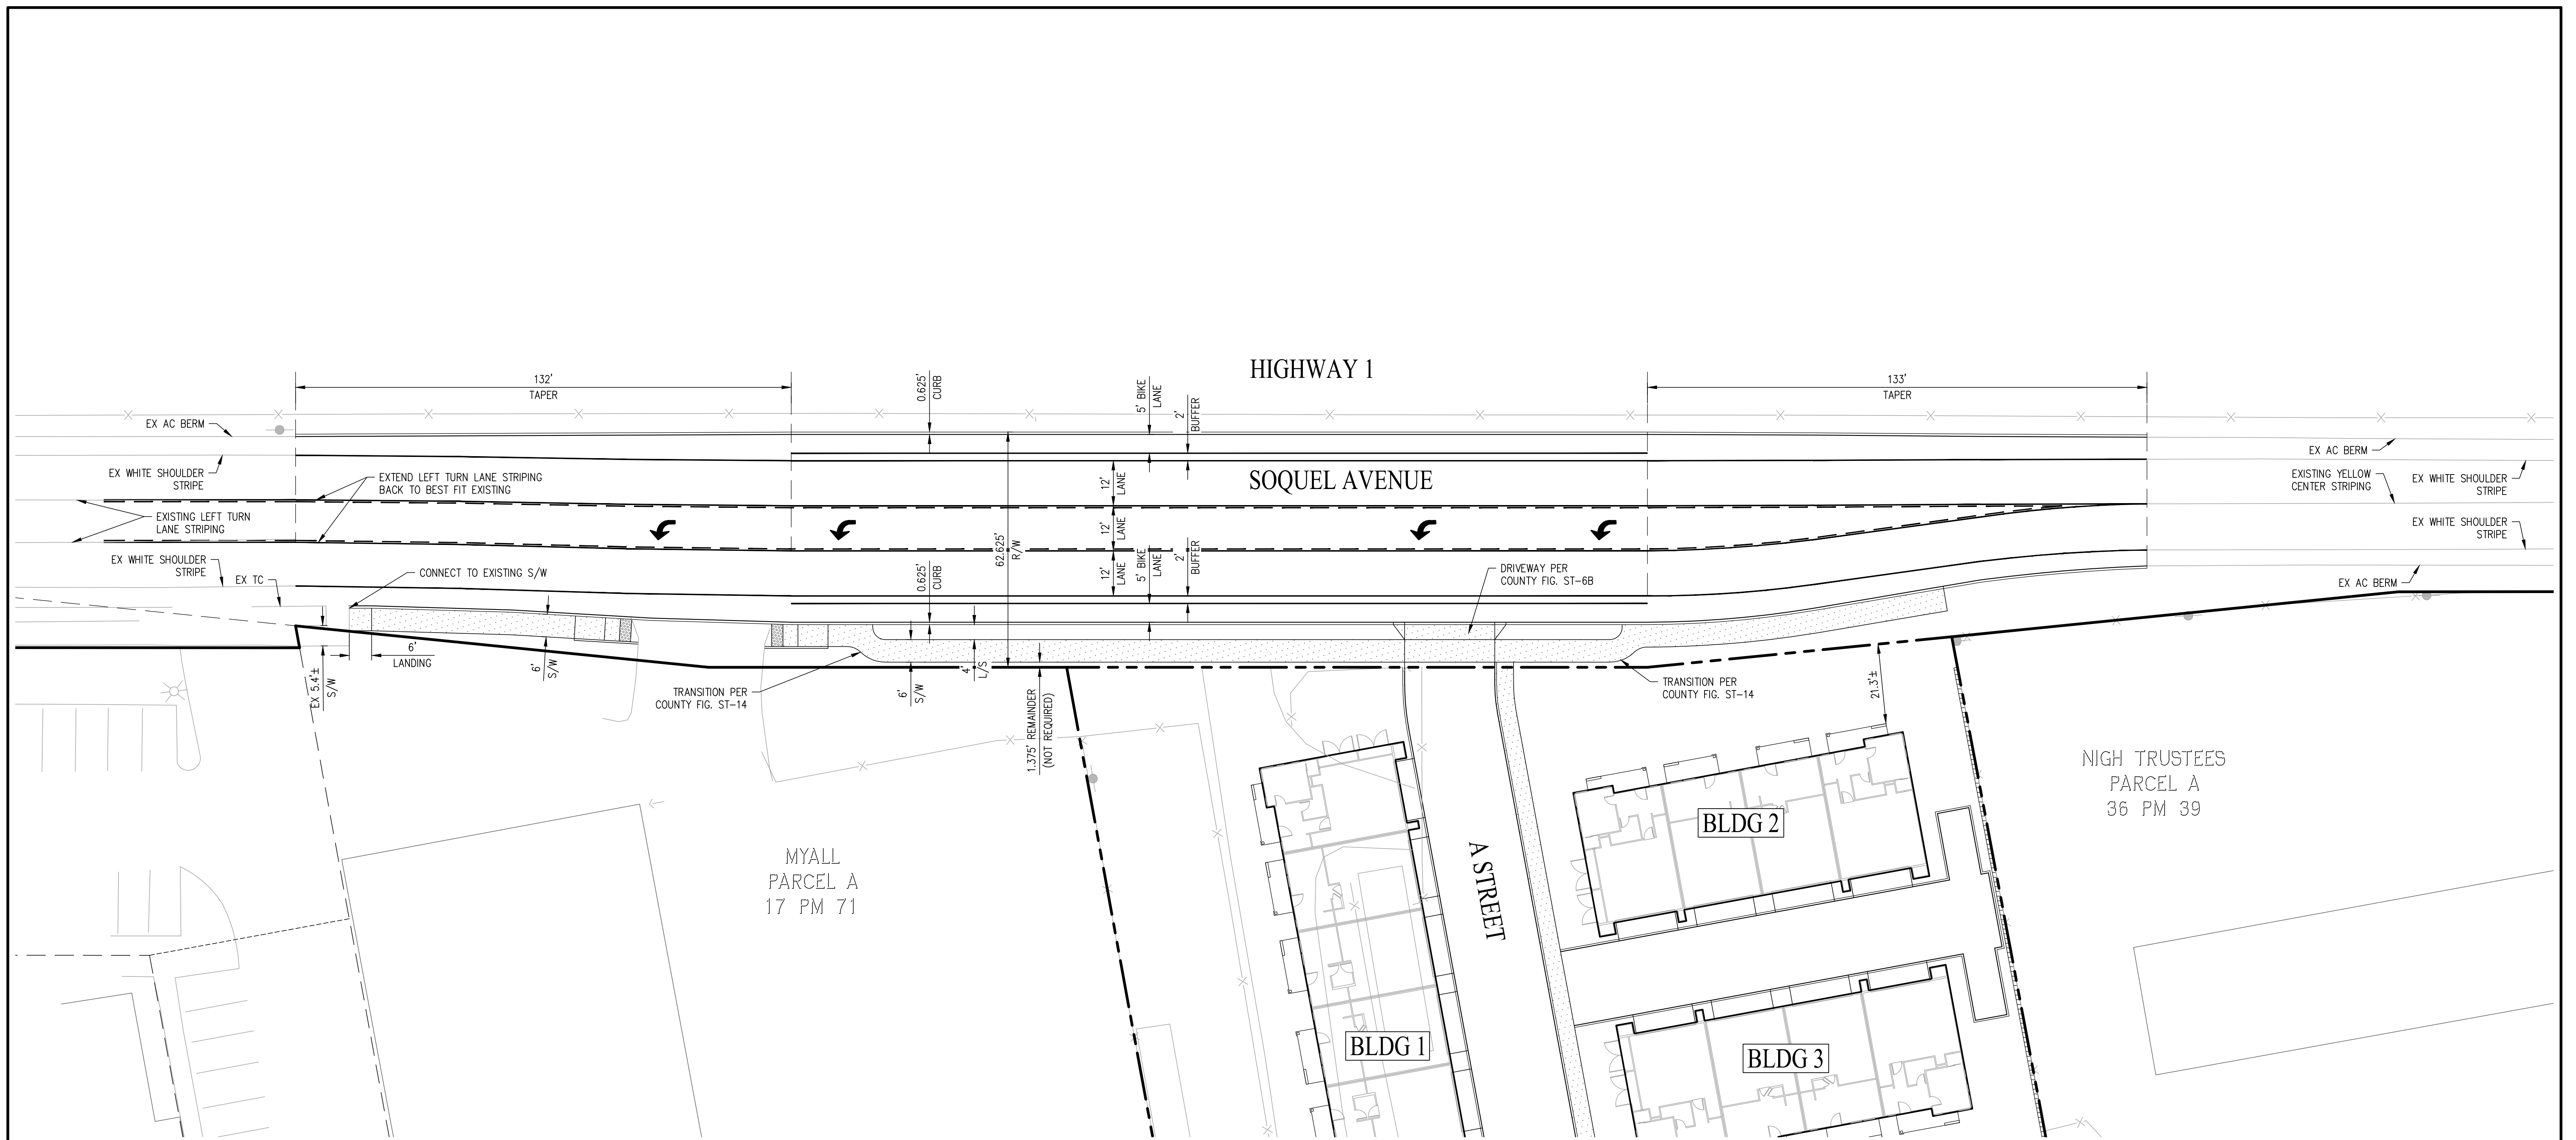 HIGHWAY 1
132'
TAPER
0.625'
CURB
5' BIKE
LANE
2'
BUFFER
133'
TAPER
EX AC BERM
EX AC BERM
EX WHITE SHOULDER
STRIPE
EXTEND LEFT TURN LANE STRIPING
BACK TO BEST FIT EXISTING
12'
LANE
SOQUEL AVENUE
EXISTING YELLOW
CENTER STRIPING
EX WHITE SHOULDER
STRIPE
EXISTING LEFT TURN
LANE STRIPING
12'
LANE
62.625'
R/W
EX WHITE SHOULDER
STRIPE
EX WHITE SHOULDER
STRIPE
EX TC
CONNECT TO EXISTING S/W
0.625'
CURB
12'
LANE
5' BIKE
LANE
2'
BUFFER
DRIVEWAY PER
COUNTY FIG. ST-6B
EX AC BERM
6'
LANDING
EX 5.4'±
S/W
6'
S/W
TRANSITION PER
COUNTY FIG. ST-14
6'
S/W
4'
L/S
1.375' REMAINDER
(NOT REQUIRED)
TRANSITION PER
COUNTY FIG. ST-14
21.3'±
NIGH TRUSTEES
PARCEL A
36 PM 39
BLDG 2
MYALL
PARCEL A
17 PM 71
A STREET
BLDG 1
BLDG 3